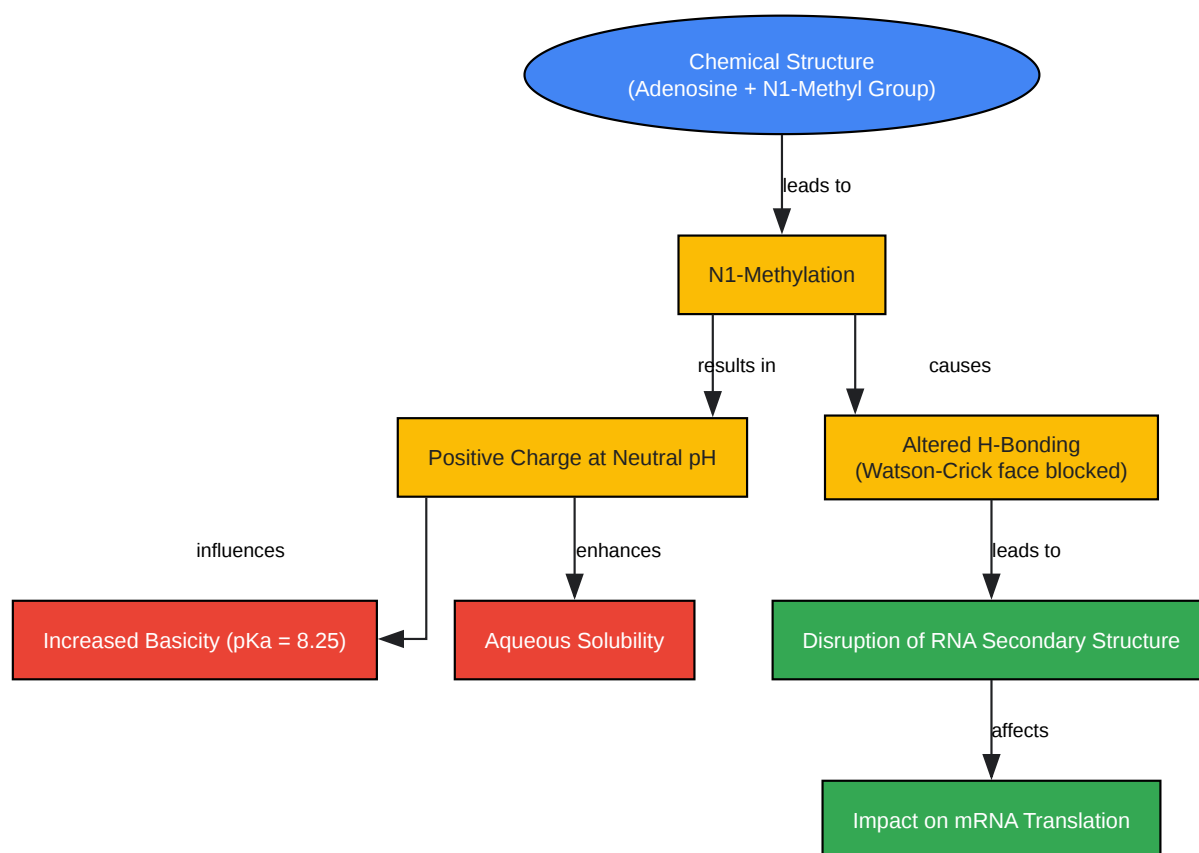 Chemical Structure
(Adenosine + N1-Methyl Group)
leads to
N1-Methylation
results in
causes
Positive Charge at Neutral pH
Altered H-Bonding
(Watson-Crick face blocked)
influences
enhances
leads to
Increased Basicity (pKa = 8.25)
Aqueous Solubility
Disruption of RNA Secondary Structure
affects
Impact on mRNA Translation